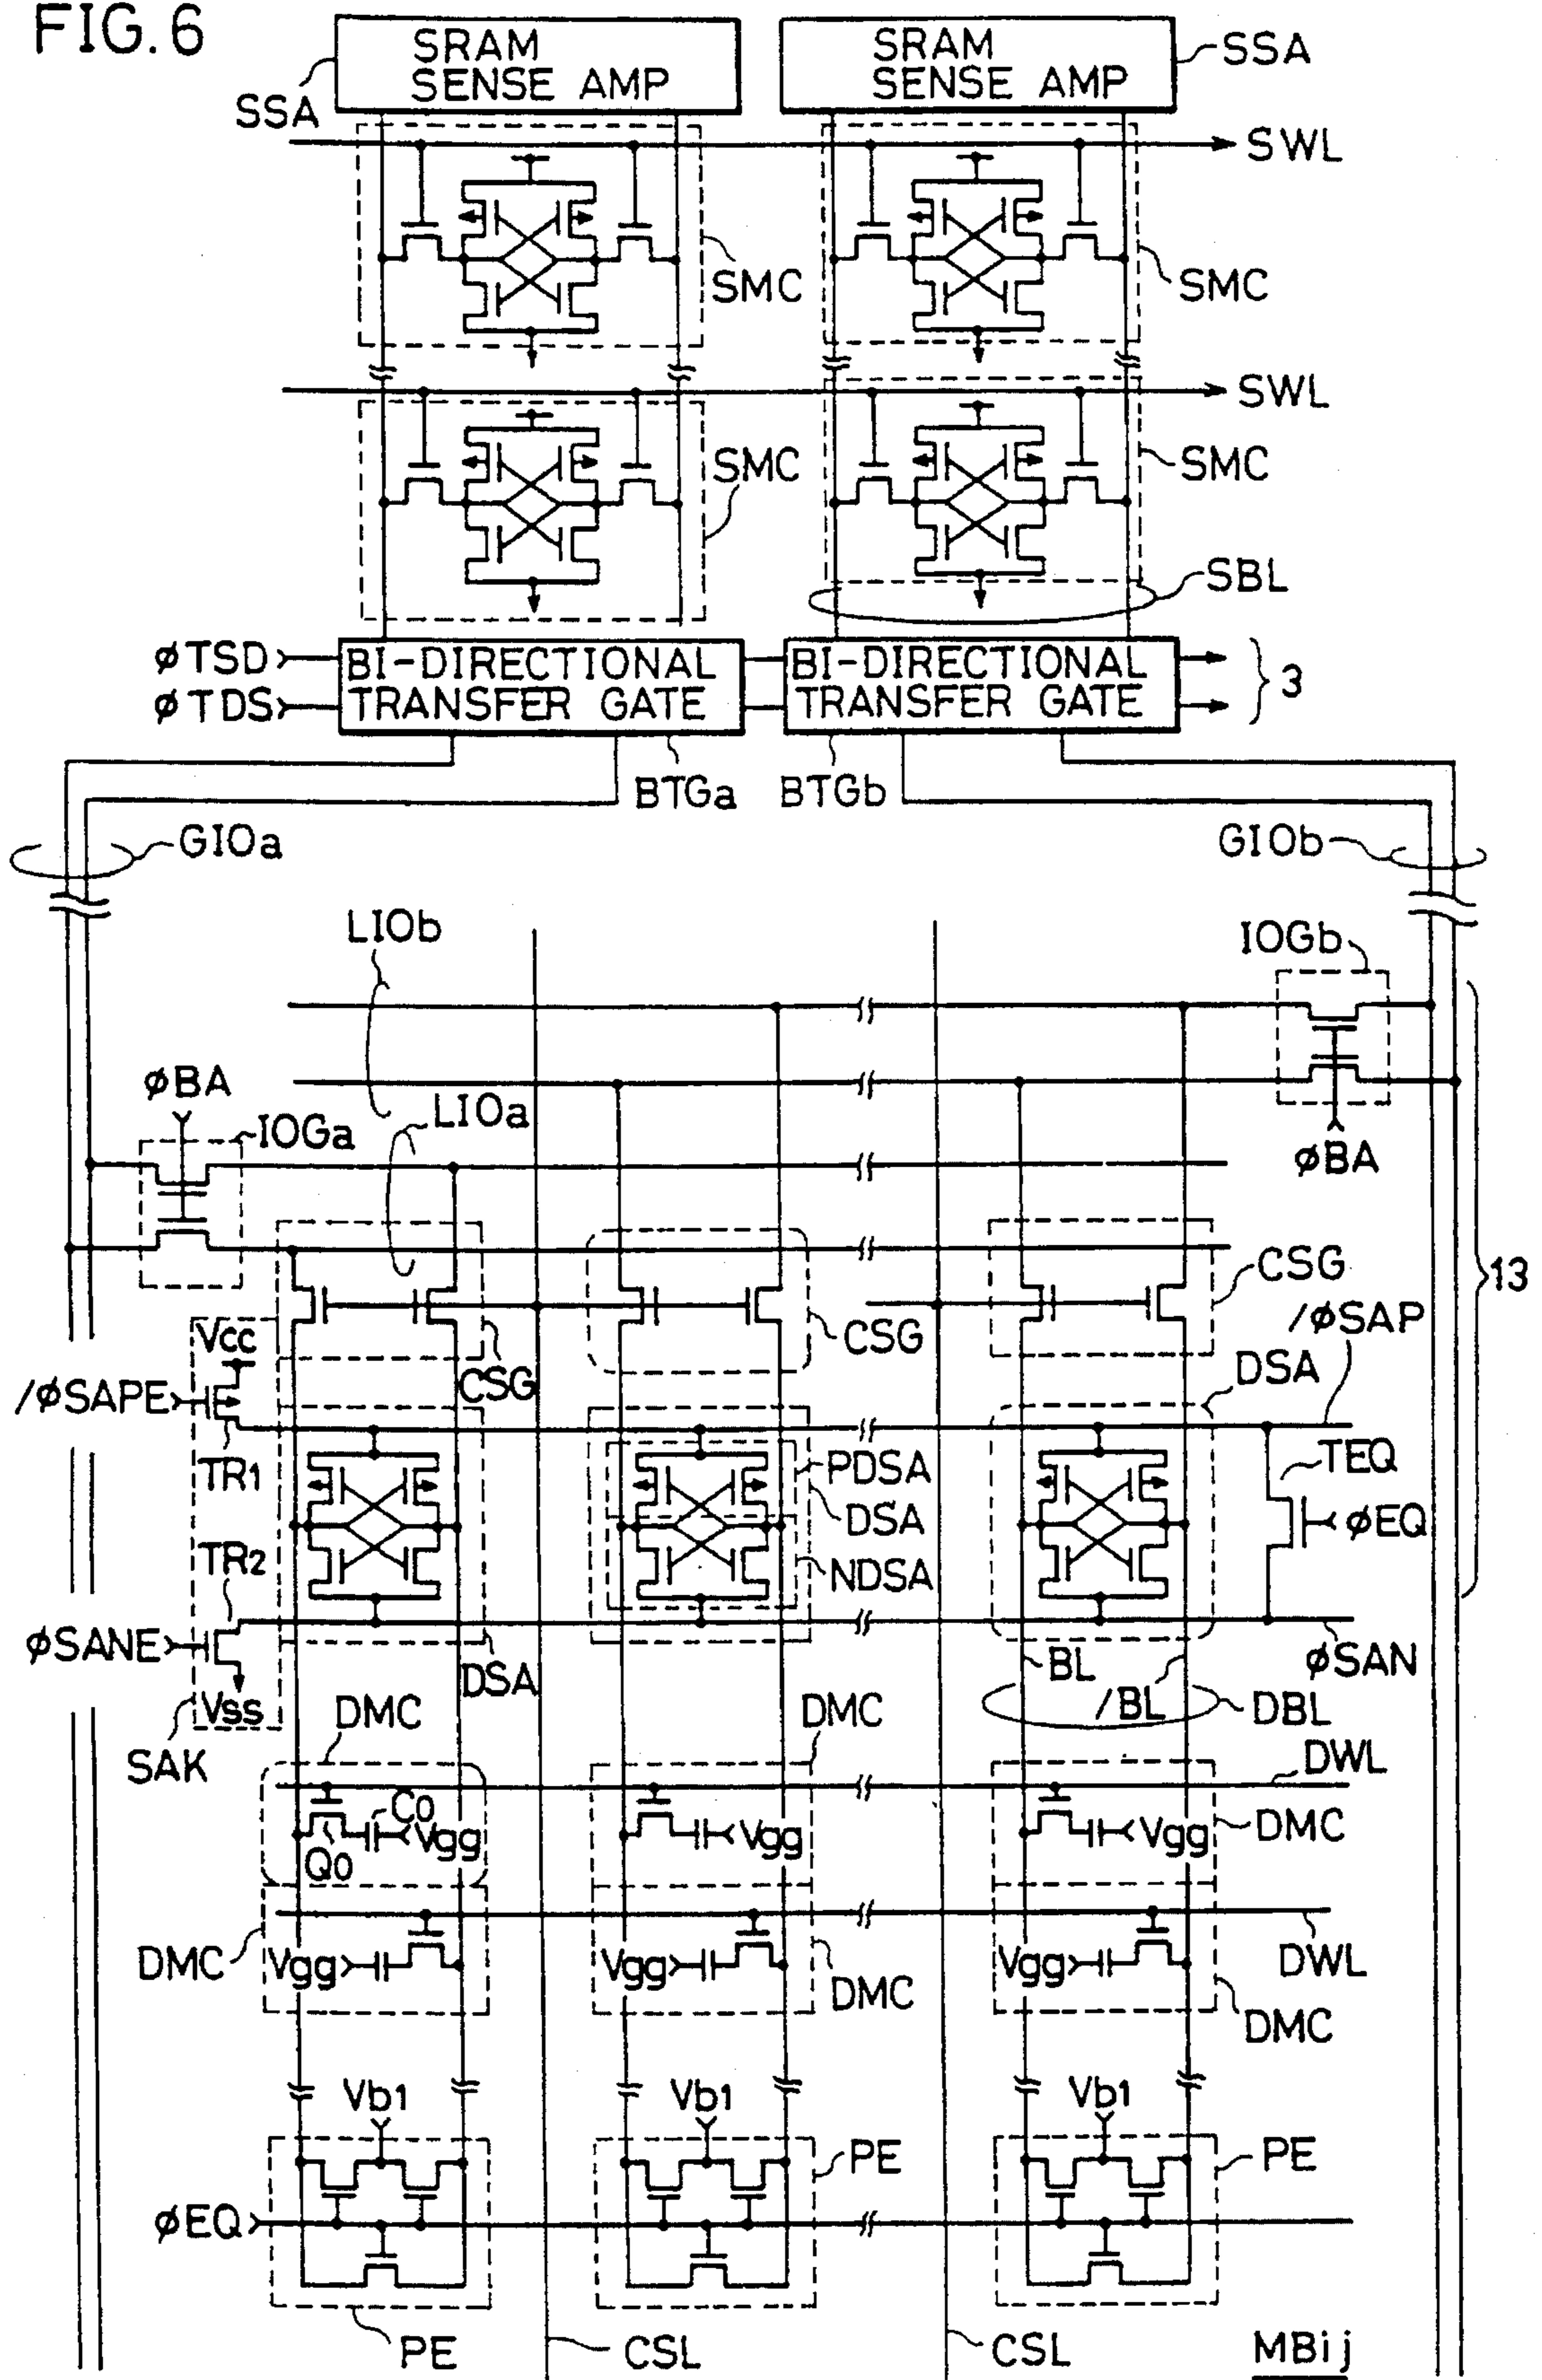 FIG. 6
SRAM
SENSE AMP
SRAM
SENSE AMP
SSA
SSA
SWL
SMC
SMC
SWL
SMC
SMC
SBL
φTSD
φTDS
BI-DIRECTIONAL
TRANSFER GATE
BI-DIRECTIONAL
TRANSFER GATE
3
BTGa
BTGb
GIOa
GIOb
LIOb
IOGb
φBA
LIOa
IOGa
φBA
CSG
13
CSG
/φSAP
Vcc
CSG
DSA
/φSAPE
TR1
PDSA
TEQ
DSA
φEQ
TR2
NDSA
φSANE
DSA
BL
φSAN
Vss
DMC
DMC
/BL
DBL
SAK
DWL
C0
Vgg
Vgg
Vgg
DMC
Q0
DMC
Vgg
Vgg
DMC
Vgg
DWL
DMC
Vb1
Vb1
Vb1
PE
PE
φEQ
PE
CSL
CSL
MBij